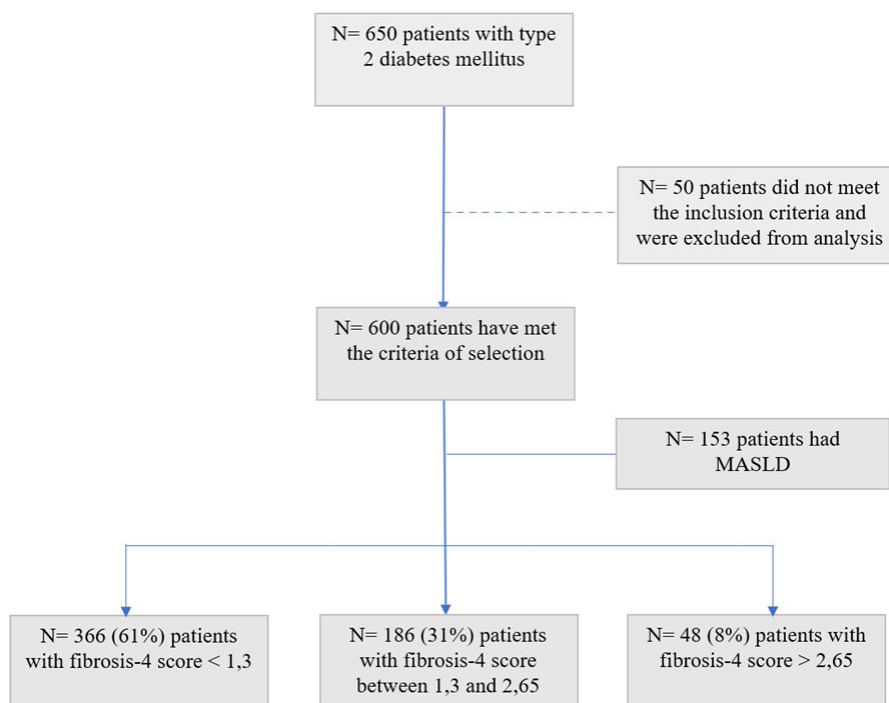 N= 650 patients with type
2 diabetes mellitus
N= 50 patients did not meet
the inclusion criteria and
were excluded from analysis
N= 600 patients have met
the criteria of selection
N= 153 patients had
MASLD
N= 366 (61%) patients
with fibrosis-4 score < 1,3
N= 186 (31%) patients
with fibrosis-4 score
between 1,3 and 2,65
N= 48 (8%) patients with
fibrosis-4 score > 2,65